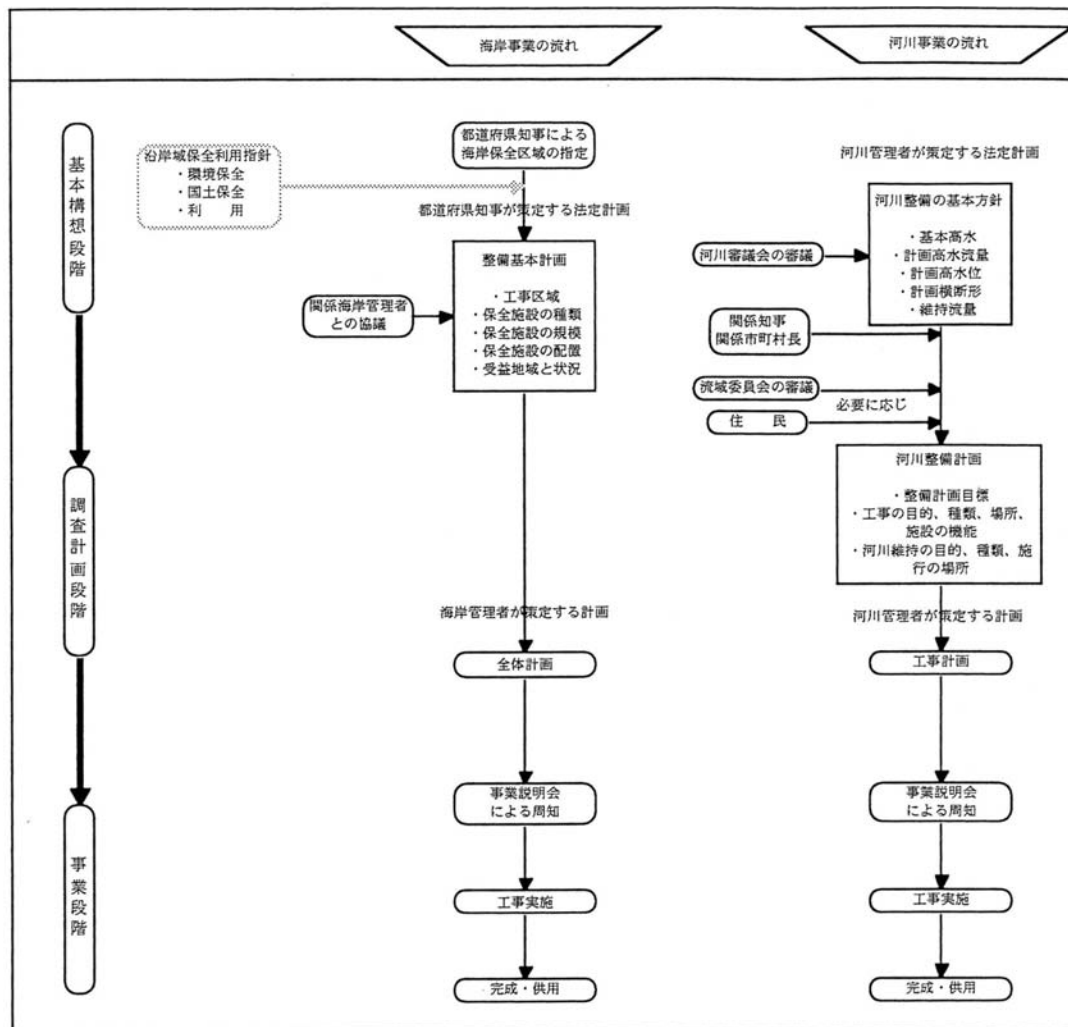 海岸事業の流れ
河川事業の流れ
基本構想段階
調査計画段階
事業段階
沿岸域保全利用指針
・環境保全
・国土保全
・利　用
都道府県知事による
海岸保全区域の指定
都道府県知事が策定する法定計画
整備基本計画
・工事区域
・保全施設の種類
・保全施設の規模
・保全施設の配置
・受益地域と状況
関係海岸管理者
との協議
海岸管理者が策定する計画
全体計画
事業説明会
による周知
工事実施
完成・供用
河川管理者が策定する法定計画
河川整備の基本方針
・基本高水
・計画高水流量
・計画高水位
・計画横断形
・維持流量
河川審議会の審議
関係知事
関係市町村長
流域委員会の審議
必要に応じ
住　民
河川整備計画
・整備計画目標
・工事の目的、種類、場所、
施設の機能
・河川維持の目的、種類、施
行の場所
河川管理者が策定する計画
工事計画
事業説明会
による周知
工事実施
完成・供用